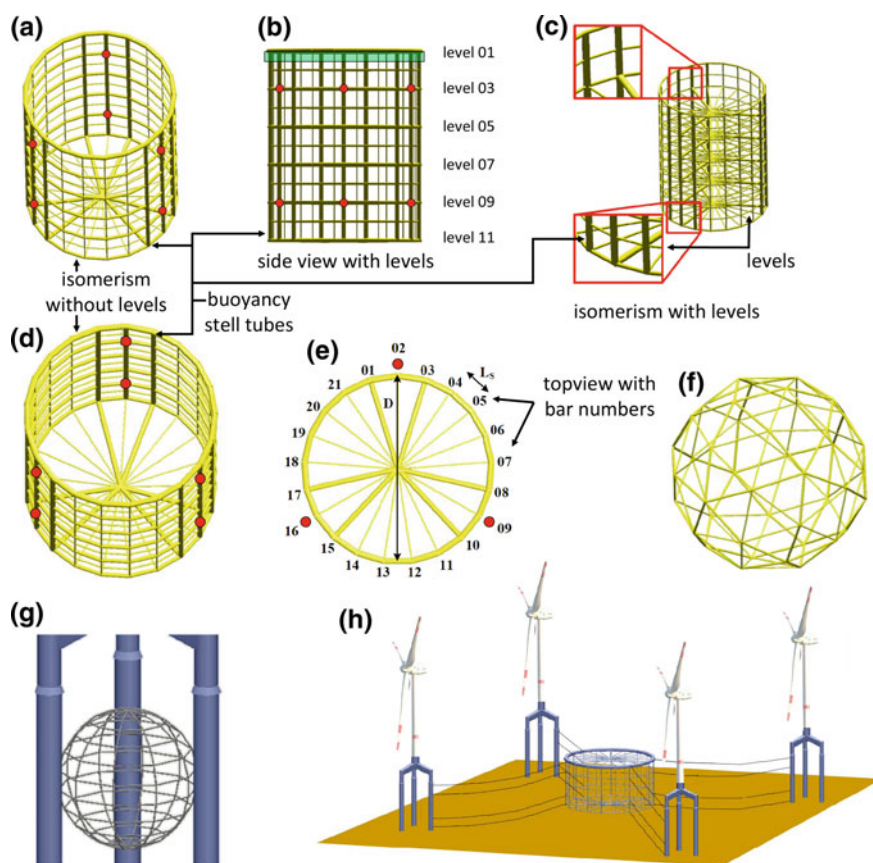 (a)
(b)
(c)
level 01
level 03
level 05
level 07
level 09
level 11
side view with levels
levels
isomerism
without levels
buoyancy
stell tubes
isomerism with levels
(d)
(e)
(f)
02
01
03
21
04
Ls
20
D
05
topview with
bar numbers
19
06
18
07
17
08
16
09
15
10
14
11
13
12
(g)
(h)